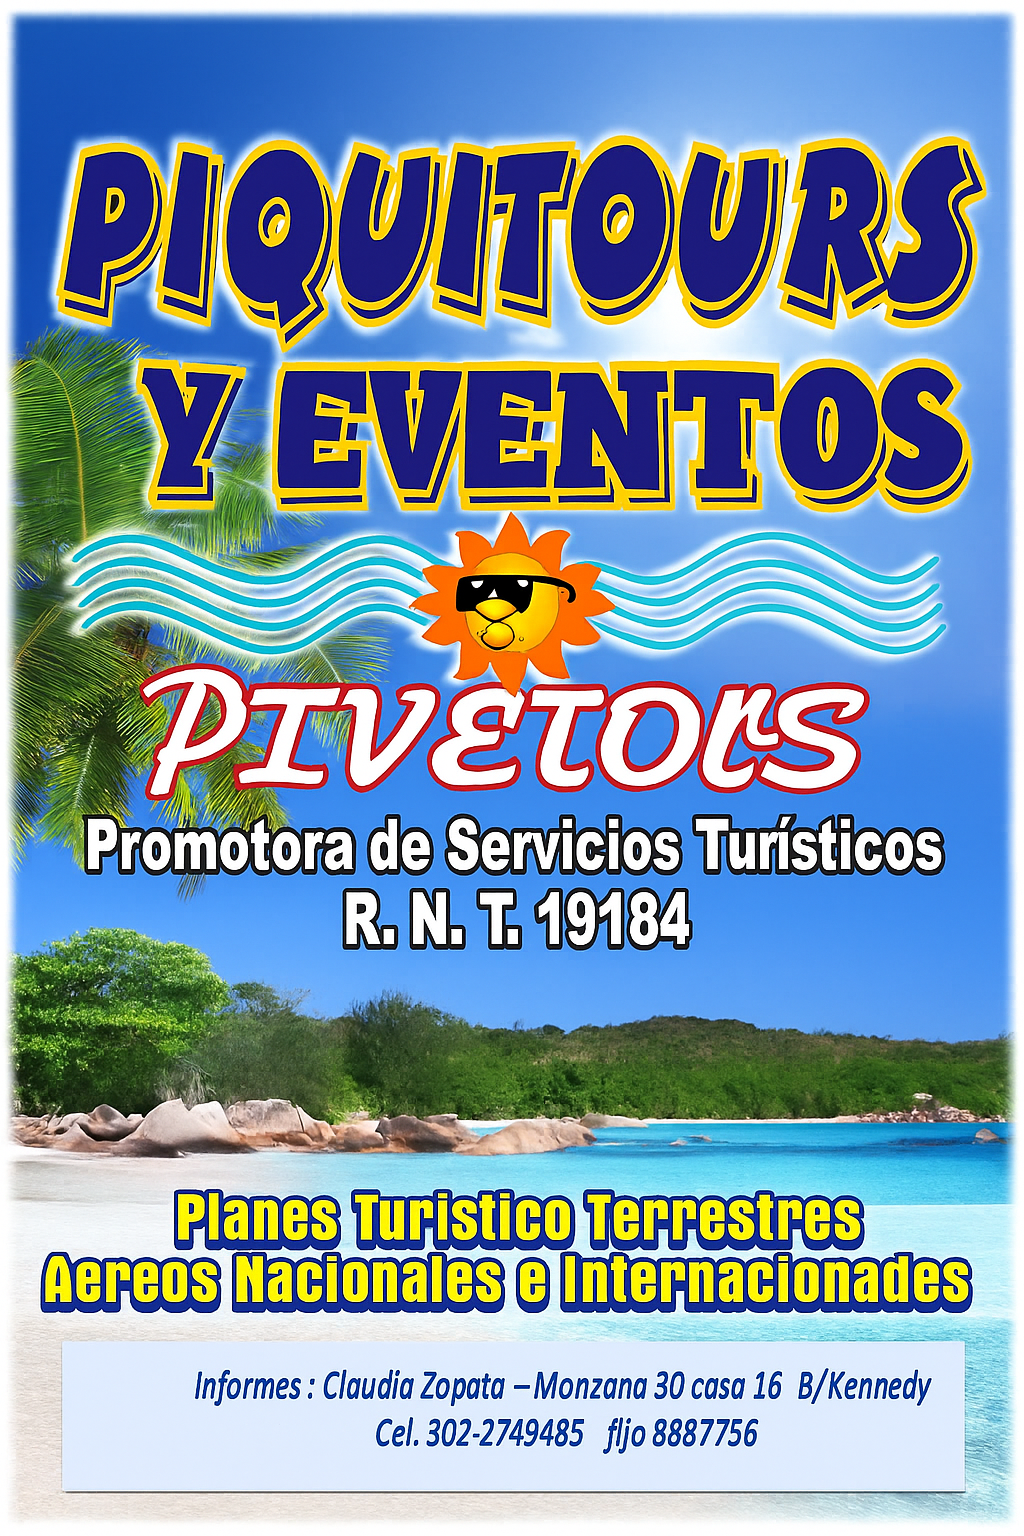 PIQUITOURS
Y EVENTOS
PIVETOrS
Promotora de Servicios Turísticos
R. N. T. 19184
Planes Turistico Terrestres
Aereos Nacionales e Internacionades
Informes : Claudia Zopata – Monzana 30 casa 16 B/Kennedy
Cel. 302-2749485 fljo 8887756